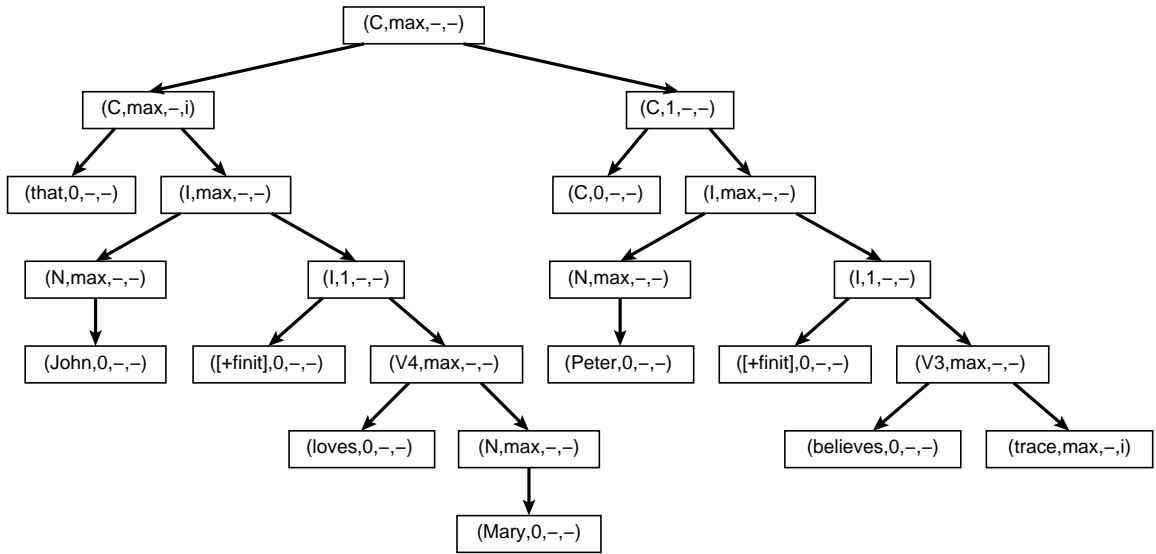 (C,max,–,–)
(C,max,–,i) (C,1,–,–)
(that,0,–,–) (I,max,–,–) (C,0,–,–) (I,max,–,–)
(N,max,–,–) (I,1,–,–) (N,max,–,–) (I,1,–,–)
(John,0,–,–) ([+finit],0,–,–) (V4,max,–,–) (Peter,0,–,–) ([+finit],0,–,–) (V3,max,–,–)
(loves,0,–,–) (N,max,–,–) (believes,0,–,–) (trace,max,–,i)
(Mary,0,–,–)